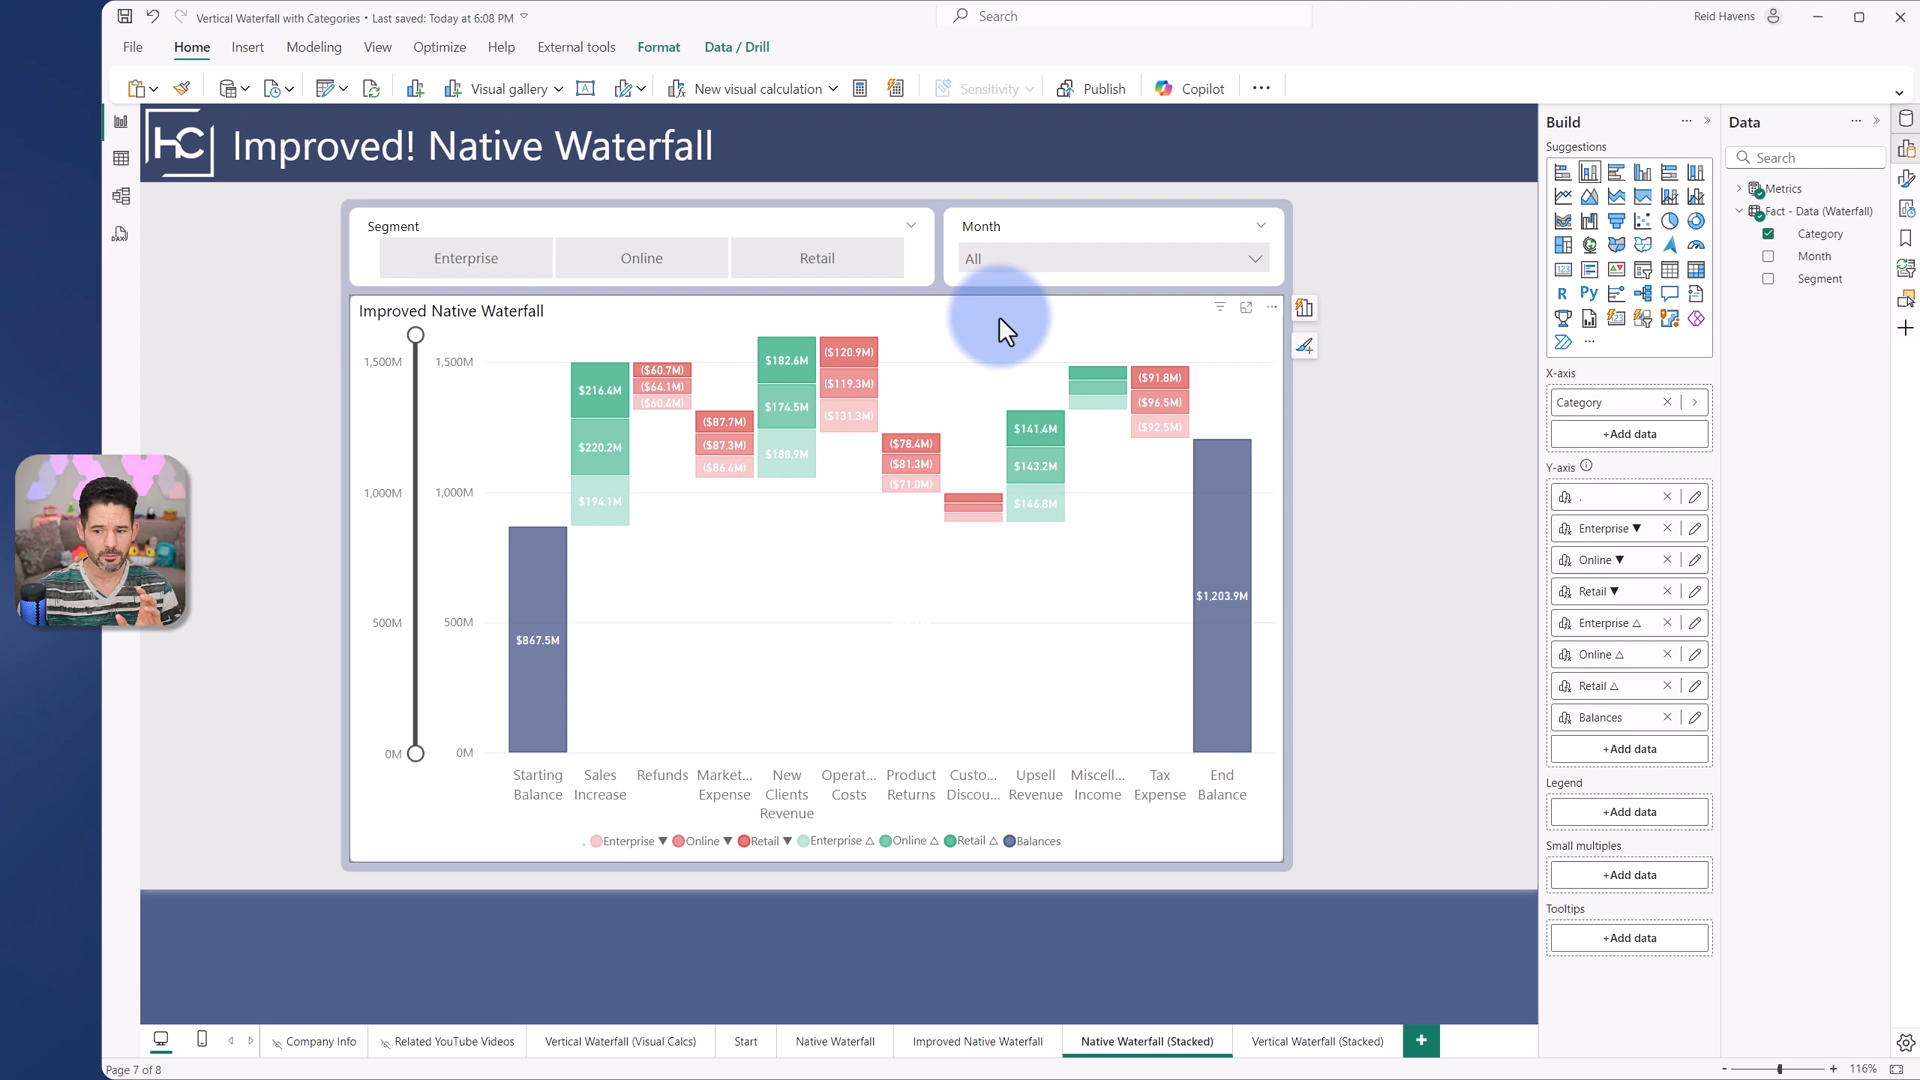 Vertical Waterfall with Categories • Last saved: Today at 6:08 PM
Search
Reid Havens
File
Home
Insert
Modeling
View
Optimize
Help
External tools
Format
Data / Drill
Visual gallery
New visual calculation
Sensitivity
Publish
Copilot
HC
Improved! Native Waterfall
Segment
Enterprise
Online
Retail
Month
All
Improved Native Waterfall
1,500M
1,000M
500M
0M
1,500M
1,000M
500M
0M
$867.5M
$216.4M
$220.2M
$194.1M
($60.7M)
($64.1M)
($60.4M)
($87.7M)
($87.3M)
($86.4M)
$182.6M
$174.5M
$188.9M
($120.9M)
($119.3M)
($131.3M)
($78.4M)
($81.3M)
($71.0M)
$141.4M
$143.2M
$146.8M
($91.8M)
($96.5M)
($92.5M)
$1,203.9M
Starting Balance
Sales Increase
Refunds
Market... Expense
New Clients Revenue
Operat... Costs
Product Returns
Custo... Discou...
Upsell Revenue
Miscell... Income
Tax Expense
End Balance
. Enterprise ▼ Online ▼ Retail ▼ Enterprise △ Online △ Retail △ Balances
Build
Suggestions
R
Py
X-axis
Category
+Add data
Y-axis
.
Enterprise ▼
Online ▼
Retail ▼
Enterprise △
Online △
Retail △
Balances
+Add data
Legend
+Add data
Small multiples
+Add data
Tooltips
+Add data
Data
Search
Metrics
Fact - Data (Waterfall)
Category
Month
Segment
Company Info
Related YouTube Videos
Vertical Waterfall (Visual Calcs)
Start
Native Waterfall
Improved Native Waterfall
Native Waterfall (Stacked)
Vertical Waterfall (Stacked)
Page 7 of 8
116%